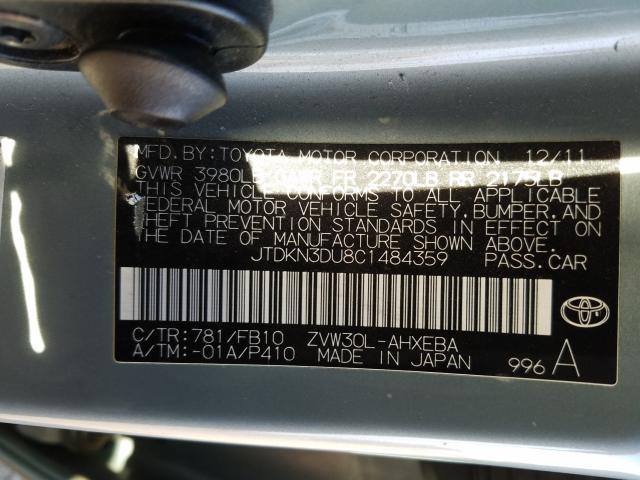 MFD. BY: TOYOTA MOTOR CORPORATION 12/11
GVWR 3980LB GAWR FR 2270LB RR 2175LB
THIS VEHICLE CONFORMS TO ALL APPLICABLE
FEDERAL MOTOR VEHICLE SAFETY, BUMPER, AND
THEFT PREVENTION STANDARDS IN EFFECT ON
THE DATE OF MANUFACTURE SHOWN ABOVE.
JTDKN3DU8C1484359 PASS. CAR
C/TR: 781/FB10 ZVW30L-AHXEBA
A/TM: -01A/P410 MADE IN JAPAN
996 A